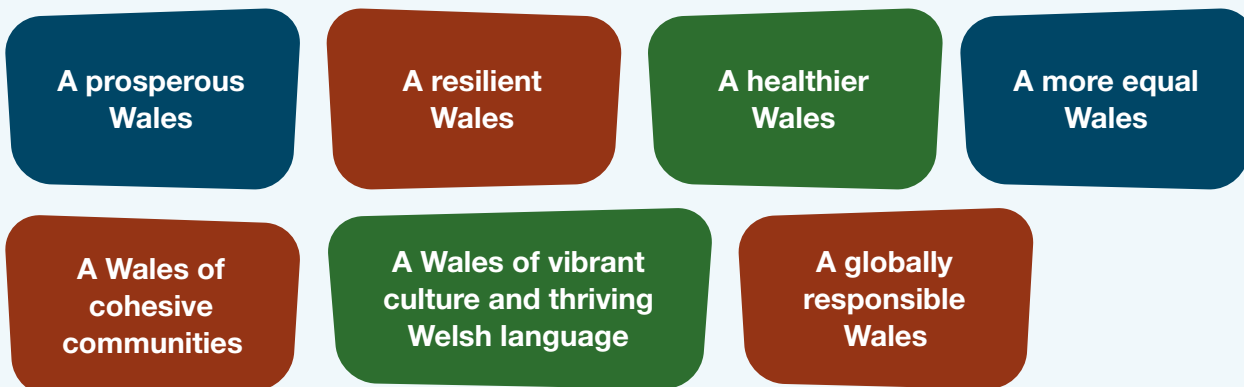 A prosperous
Wales
A resilient
Wales
A healthier
Wales
A more equal
Wales
A Wales of
cohesive
communities
A Wales of vibrant
culture and thriving
Welsh language
A globally
responsible
Wales